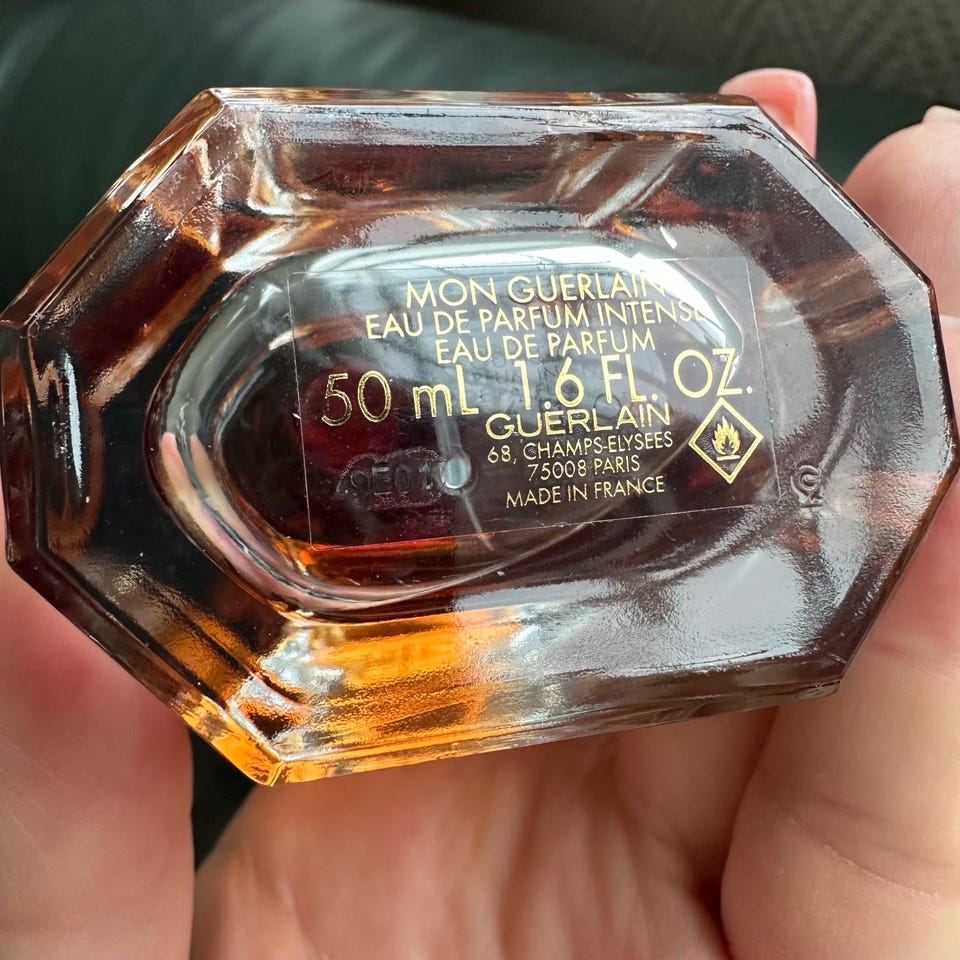 MON GUERLAIN
EAU DE PARFUM INTENSE
EAU DE PARFUM
50 mL 1.6 FL. OZ.
GUERLAIN
68, CHAMPS-ELYSEES
75008 PARIS
MADE IN FRANCE